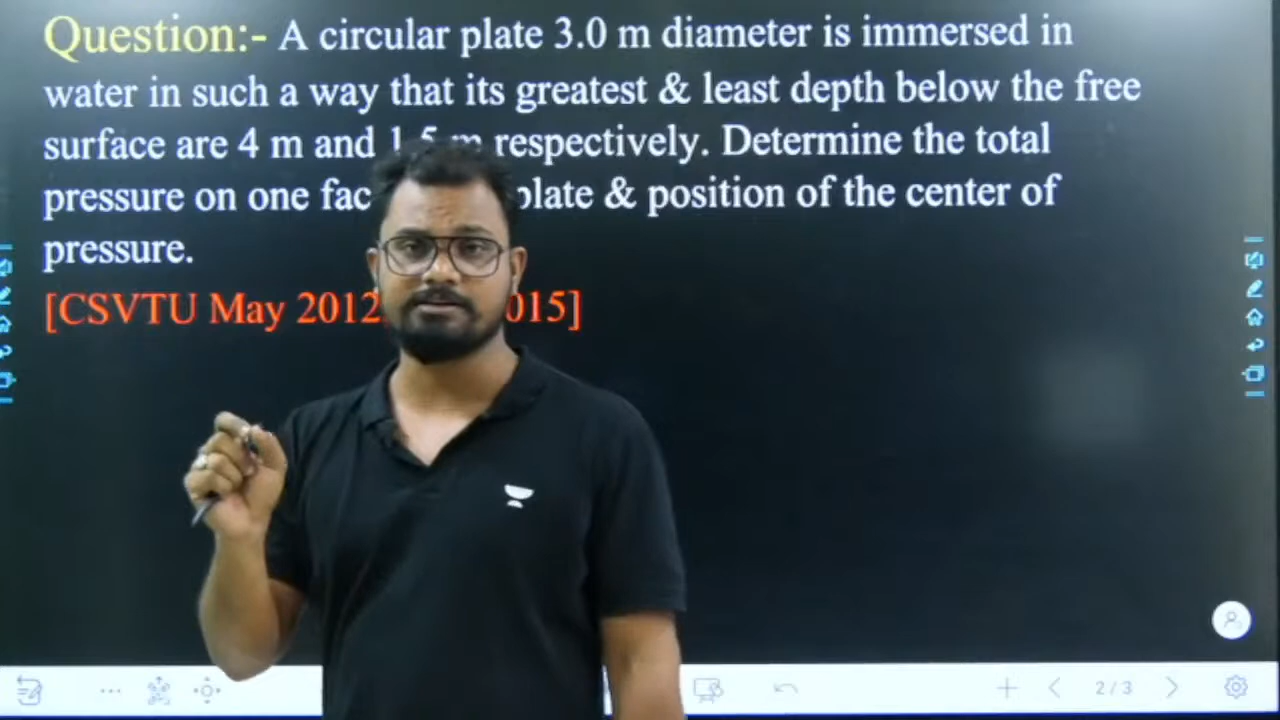 Question:- A circular plate 3.0 m diameter is immersed in
water in such a way that its greatest & least depth below the free
surface are 4 m and 1.5 m respectively. Determine the total
pressure on one fac plate & position of the center of
pressure.
[CSVTU May 2012 015]
2/3